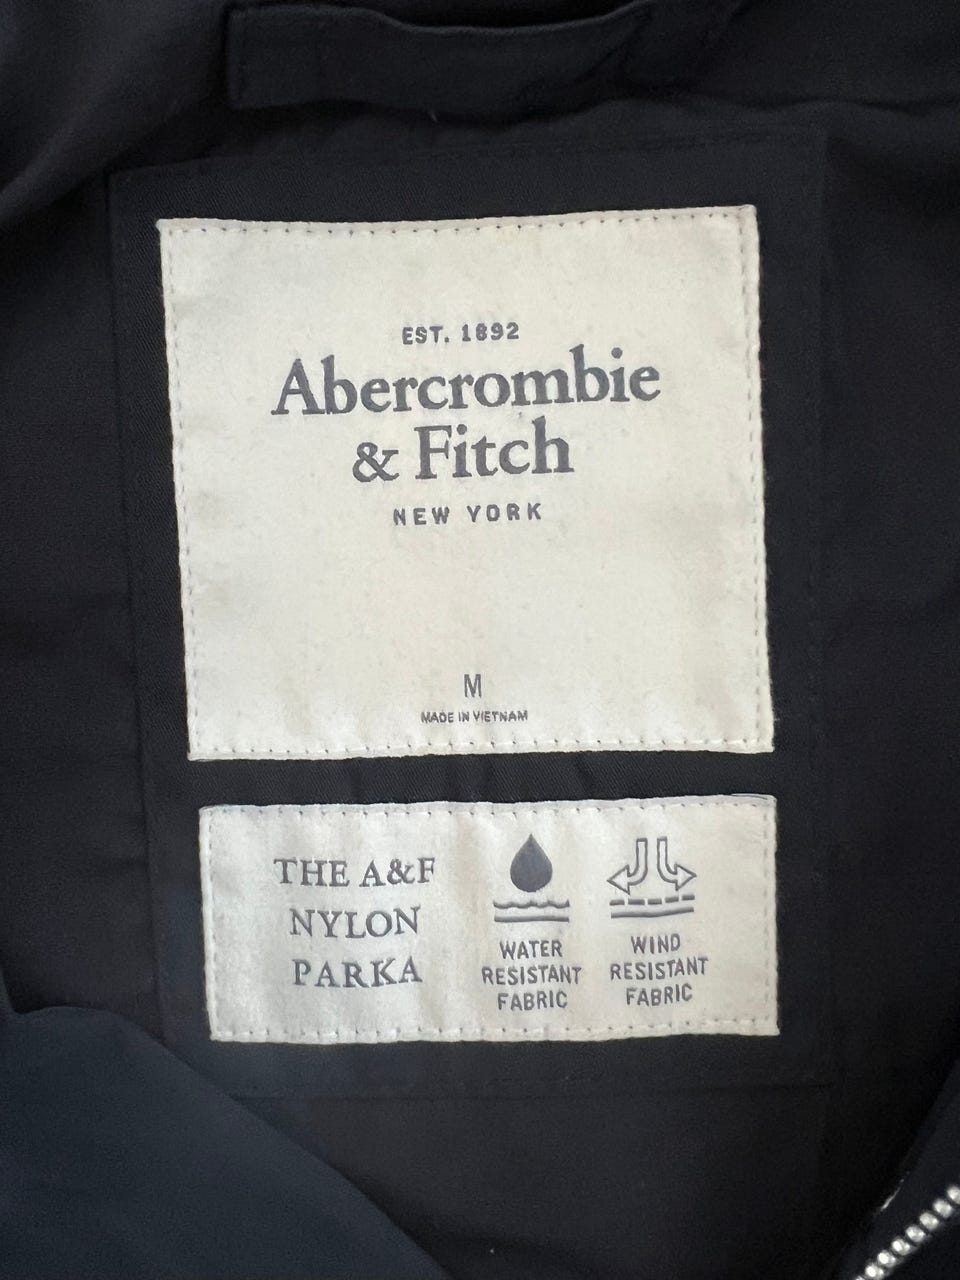 EST. 1892
Abercrombie
& Fitch
NEW YORK
M
MADE IN VIETNAM
THE A&F
NYLON
PARKA
WATER
RESISTANT
FABRIC
WIND
RESISTANT
FABRIC